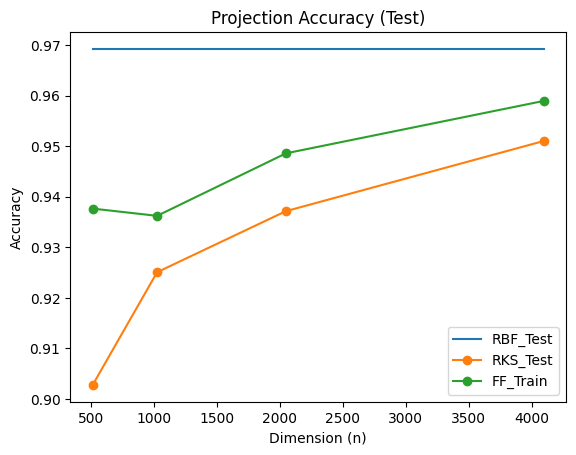 Projection Accuracy (Test)
0.97
0.96
0.95
0.94
0.93
0.92
0.91
0.90
Accuracy
500
1000
1500
2000
2500
3000
3500
4000
Dimension (n)
RBF_Test
RKS_Test
FF_Train